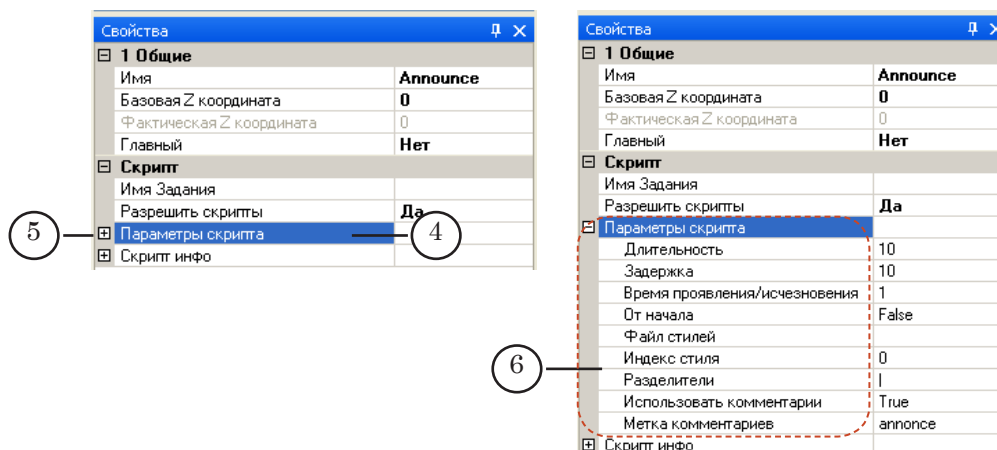 Свойства
1 Общие
Имя Announce
Базовая Z координата 0
Фактическая Z координата 0
Главный Нет
Скрипт
Имя Задания
Разрешить скрипты Да
5 Параметры скрипта 4
Скрипт инфо
Свойства
1 Общие
Имя Announce
Базовая Z координата 0
Фактическая Z координата 0
Главный Нет
Скрипт
Имя Задания
Разрешить скрипты Да
Параметры скрипта
Длительность 10
Задержка 10
Время проявления/исчезновения 1
От начала False
Файл стилей
6 Индекс стиля 0
Разделители |
Использовать комментарии True
Метка комментариев annonce
Скрипт инфо